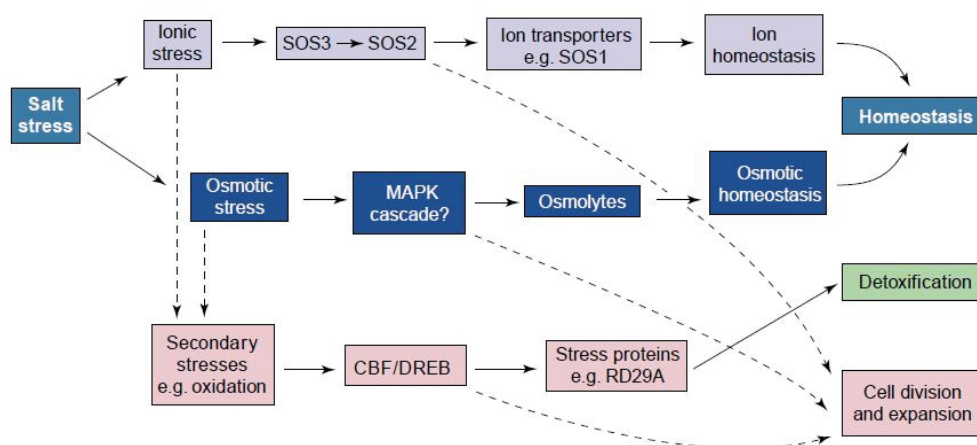 Ionic
stress
SOS3 → SOS2
Ion transporters
e.g. SOS1
Ion
homeostasis
Salt
stress
Homeostasis
Osmotic
stress
MAPK
cascade?
Osmolytes
Osmotic
homeostasis
Detoxification
Secondary
stresses
e.g. oxidation
CBF/DREB
Stress proteins
e.g. RD29A
Cell division
and expansion